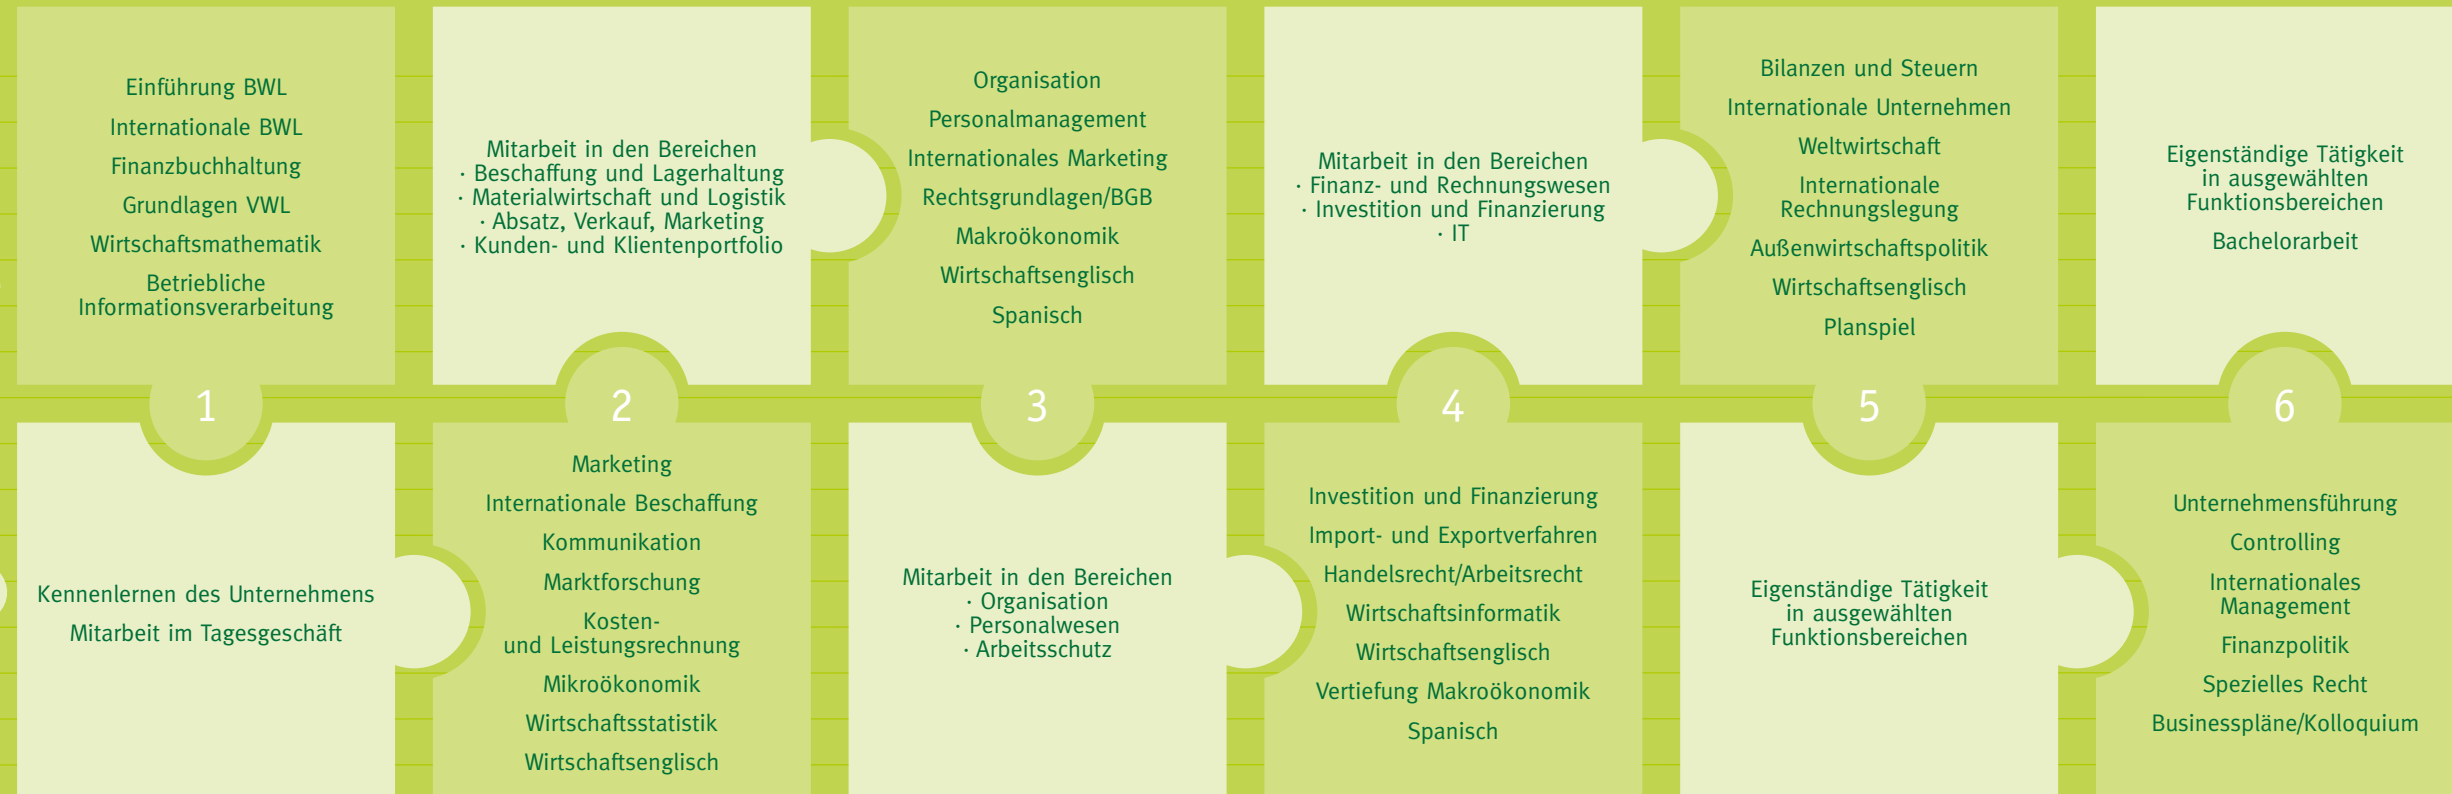 Einführung BWL
Internationale BWL
Finanzbuchhaltung
Grundlagen VWL
Wirtschaftsmathematik
Betriebliche
Informationsverarbeitung
1
Kennenlernen des Unternehmens
Mitarbeit im Tagesgeschäft
Mitarbeit in den Bereichen
· Beschaffung und Lagerhaltung
· Materialwirtschaft und Logistik
· Absatz, Verkauf, Marketing
· Kunden- und Klientenportfolio
2
Marketing
Internationale Beschaffung
Kommunikation
Marktforschung
Kosten-
und Leistungsrechnung
Mikroökonomik
Wirtschaftsstatistik
Wirtschaftsenglisch
Organisation
Personalmanagement
Internationales Marketing
Rechtsgrundlagen/BGB
Makroökonomik
Wirtschaftsenglisch
Spanisch
3
Mitarbeit in den Bereichen
· Organisation
· Personalwesen
· Arbeitsschutz
Mitarbeit in den Bereichen
· Finanz- und Rechnungswesen
· Investition und Finanzierung
· IT
4
Investition und Finanzierung
Import- und Exportverfahren
Handelsrecht/Arbeitsrecht
Wirtschaftsinformatik
Wirtschaftsenglisch
Vertiefung Makroökonomik
Spanisch
Bilanzen und Steuern
Internationale Unternehmen
Weltwirtschaft
Internationale
Rechnungslegung
Außenwirtschaftspolitik
Wirtschaftsenglisch
Planspiel
5
Eigenständige Tätigkeit
in ausgewählten
Funktionsbereichen
Eigenständige Tätigkeit
in ausgewählten
Funktionsbereichen
Bachelorarbeit
6
Unternehmensführung
Controlling
Internationales
Management
Finanzpolitik
Spezielles Recht
Businesspläne/Kolloquium